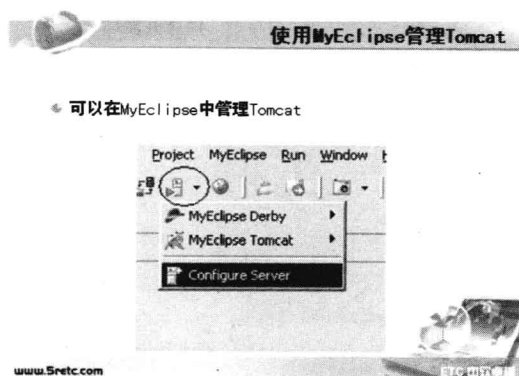 使用MyEclipse管理Tomcat
可以在MyEclipse中管理Tomcat
Project MyEclipse Run Window
MyEclipse Derby
MyEclipse Tomcat
Configure Server
www.5retc.com